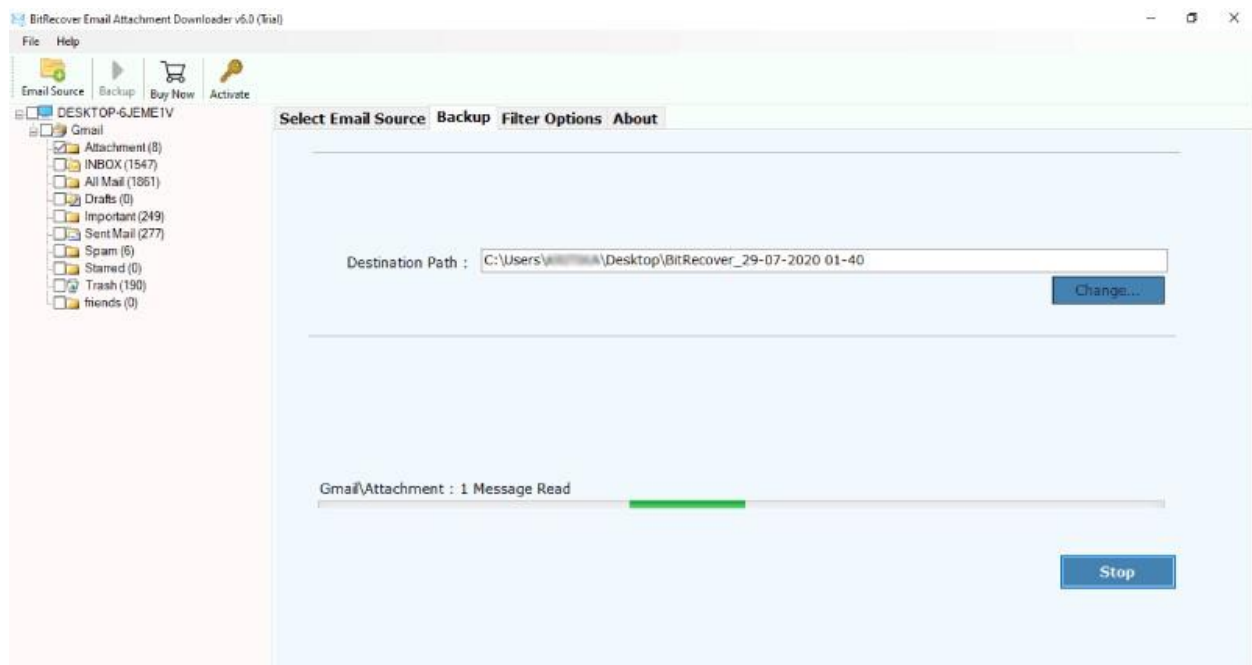 BitRecover Email Attachment Downloader v6.0 (Trial)
File Help
Email Source Backup Buy Now Activate
DESKTOP-6JEME1V
Gmail
Attachment (8)
INBOX (1547)
All Mail (1861)
Drafts (0)
Important (249)
Sent Mail (277)
Spam (6)
Starred (0)
Trash (190)
friends (0)
Select Email Source Backup Filter Options About
Destination Path : C:\Users\ \Desktop\BitRecover_29-07-2020 01-40
Change...
Gmail\Attachment : 1 Message Read
Stop